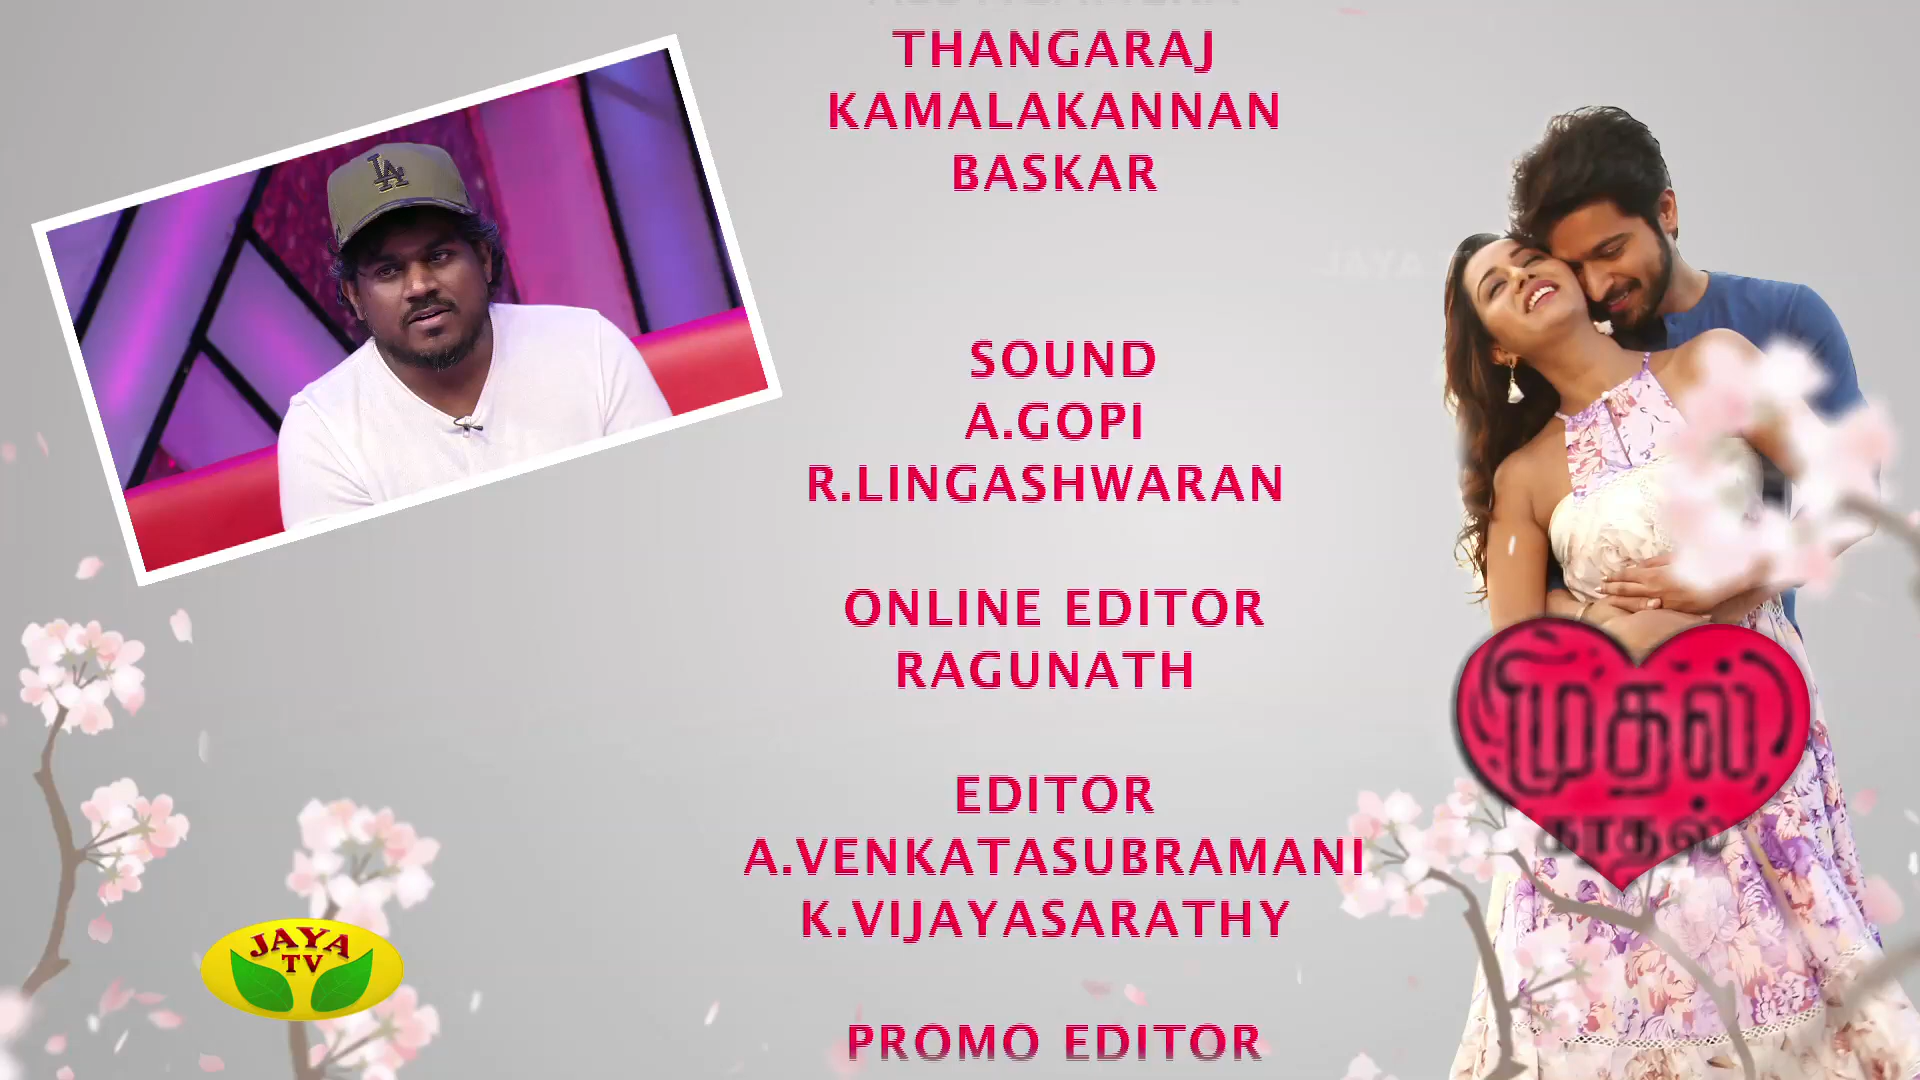 THANGARAJ
KAMALAKANNAN
BASKAR
LA
JAYA
SOUND
A.GOPI
R.LINGASHWARAN
ONLINE EDITOR
RAGUNATH
முதல்
காதல்
EDITOR
A.VENKATASUBRAMANI
K.VIJAYASARATHY
JAYA
TV
PROMO EDITOR